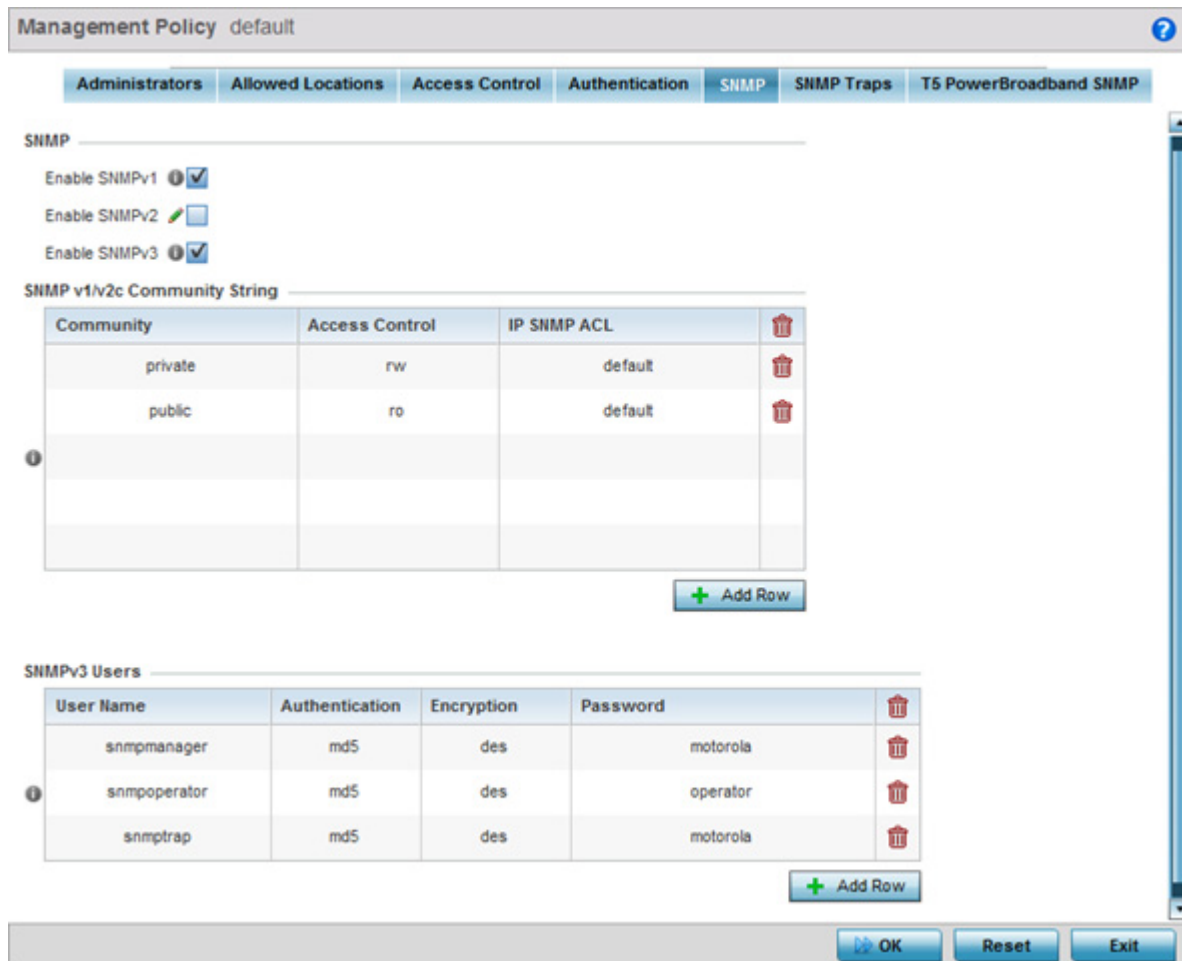 Management Policy default
Administrators Allowed Locations Access Control Authentication SNMP SNMP Traps T5 PowerBroadband SNMP
SNMP
Enable SNMPv1
Enable SNMPv2
Enable SNMPv3
SNMP v1/v2c Community String
Community Access Control IP SNMP ACL
private rw default
public ro default
Add Row
SNMPv3 Users
User Name Authentication Encryption Password
snmpmanager md5 des motorola
snmpoperator md5 des operator
snmptrap md5 des motorola
Add Row
OK Reset Exit